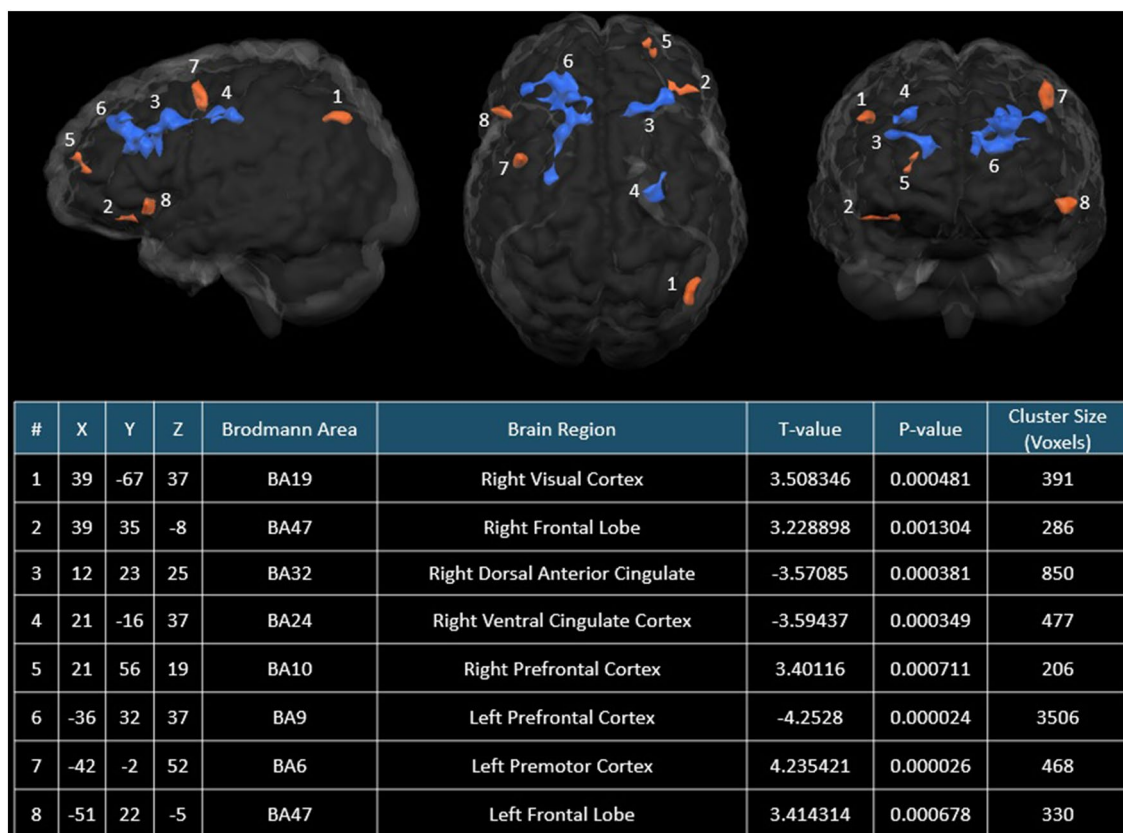 7
6 3 4 1
5
2 8
5
6
2
8 3
7
4
1
4 7
1
3
5 6
2 8
# X Y Z Brodmann Area Brain Region T-value P-value Cluster Size (Voxels)
1 39 -67 37 BA19 Right Visual Cortex 3.508346 0.000481 391
2 39 35 -8 BA47 Right Frontal Lobe 3.228898 0.001304 286
3 12 23 25 BA32 Right Dorsal Anterior Cingulate -3.57085 0.000381 850
4 21 -16 37 BA24 Right Ventral Cingulate Cortex -3.59437 0.000349 477
5 21 56 19 BA10 Right Prefrontal Cortex 3.40116 0.000711 206
6 -36 32 37 BA9 Left Prefrontal Cortex -4.2528 0.000024 3506
7 -42 -2 52 BA6 Left Premotor Cortex 4.235421 0.000026 468
8 -51 22 -5 BA47 Left Frontal Lobe 3.414314 0.000678 330